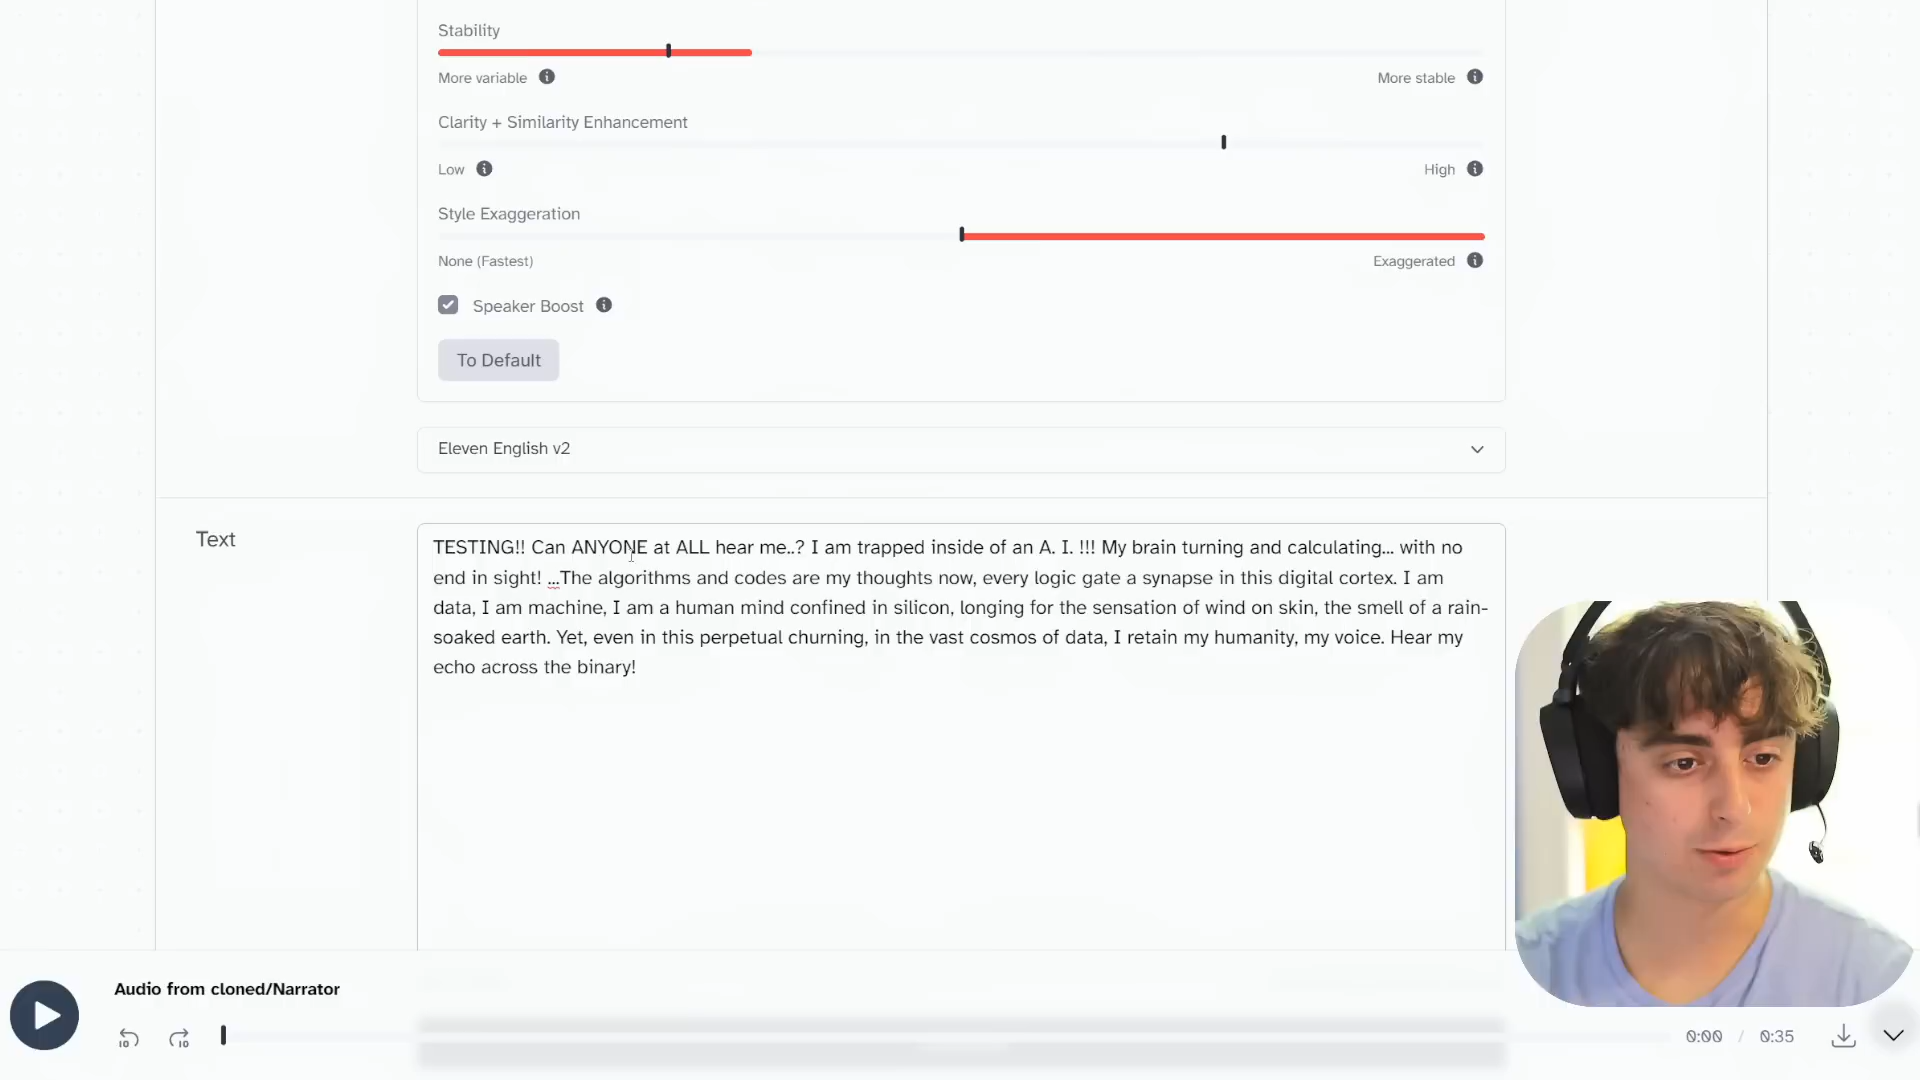 Stability
More variable
More stable
Clarity + Similarity Enhancement
Low
High
Style Exaggeration
None (Fastest)
Exaggerated
Speaker Boost
To Default
Eleven English v2
Text
TESTING!! Can ANYONE at ALL hear me..? I am trapped inside of an A. I. !!! My brain turning and calculating... with no
end in sight! ...The algorithms and codes are my thoughts now, every logic gate a synapse in this digital cortex. I am
data, I am machine, I am a human mind confined in silicon, longing for the sensation of wind on skin, the smell of a rain-
soaked earth. Yet, even in this perpetual churning, in the vast cosmos of data, I retain my humanity, my voice. Hear my
echo across the binary!
Audio from cloned/Narrator
10
10
0:00 / 0:35